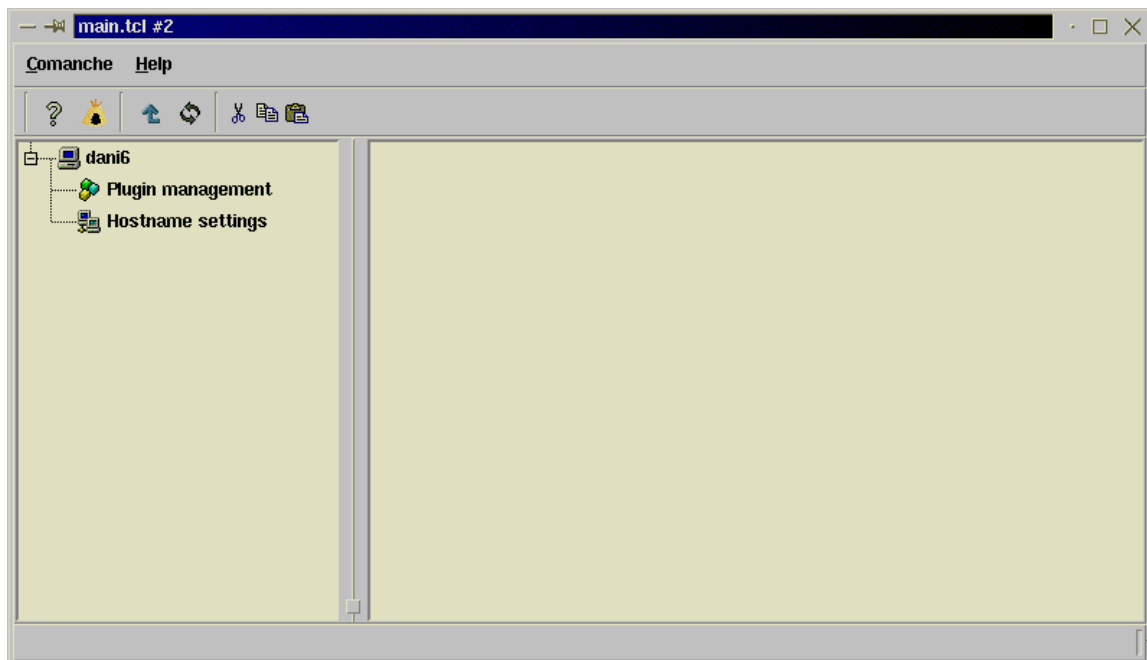 main.tcl #2
Comanche Help
dani6
Plugin management
Hostname settings